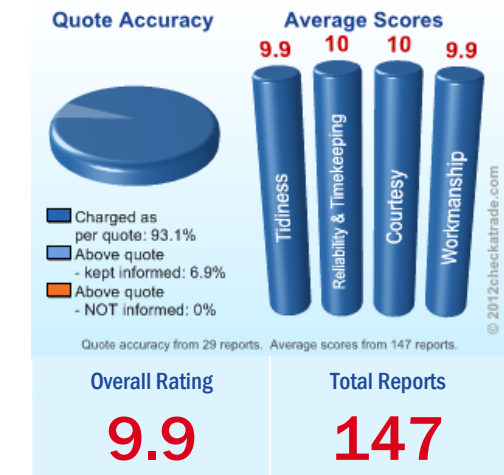 Quote Accuracy
Charged as
per quote: 93.1%
Above quote
- kept informed: 6.9%
Above quote
- NOT informed: 0%
Average Scores
9.9
10
10
9.9
Tidiness
Reliability & Timekeeping
Courtesy
Workmanship
© 2012checkatrade.com
Quote accuracy from 29 reports. Average scores from 147 reports.
Overall Rating
9.9
Total Reports
147